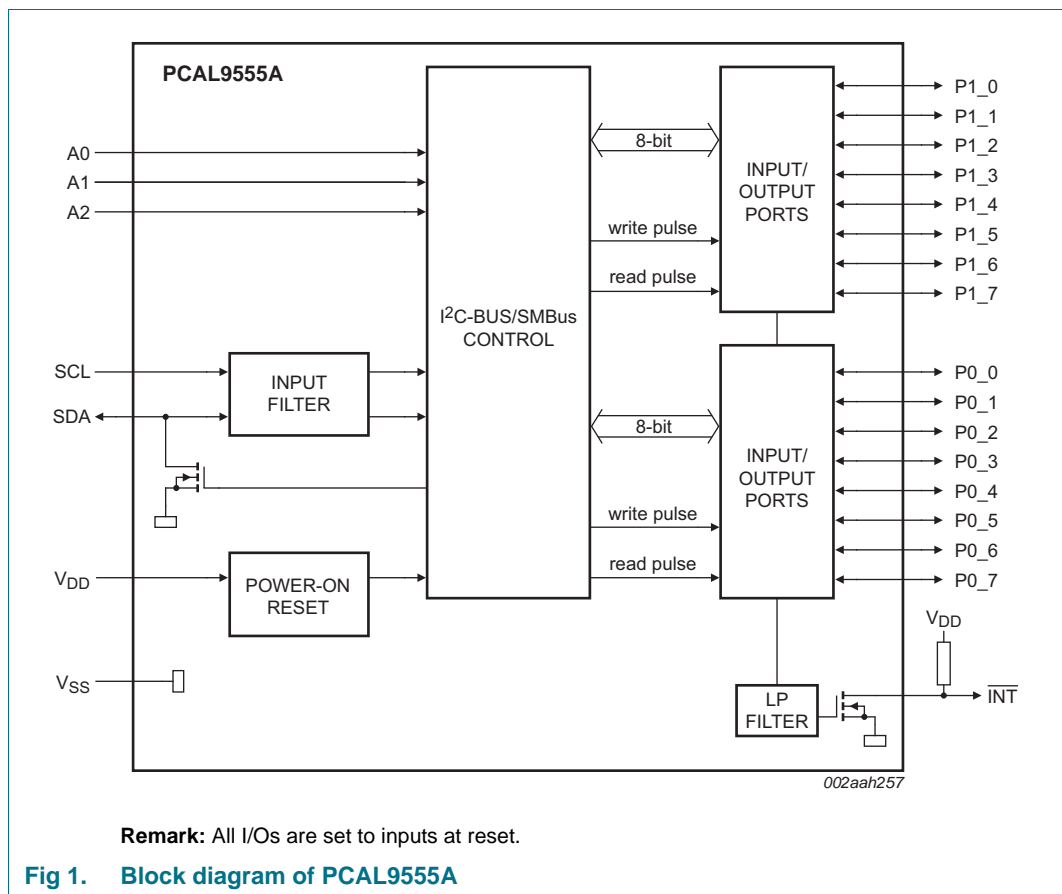 PCAL9555A
A0
A1
A2
SCL
SDA
VDD
VSS
INPUT
FILTER
POWER-ON
RESET
I2C-BUS/SMBus
CONTROL
8-bit
write pulse
read pulse
INPUT/
OUTPUT
PORTS
P1_0
P1_1
P1_2
P1_3
P1_4
P1_5
P1_6
P1_7
8-bit
write pulse
read pulse
INPUT/
OUTPUT
PORTS
P0_0
P0_1
P0_2
P0_3
P0_4
P0_5
P0_6
P0_7
VDD
LP
FILTER
INT
002aah257
Remark: All I/Os are set to inputs at reset.
Fig 1. Block diagram of PCAL9555A